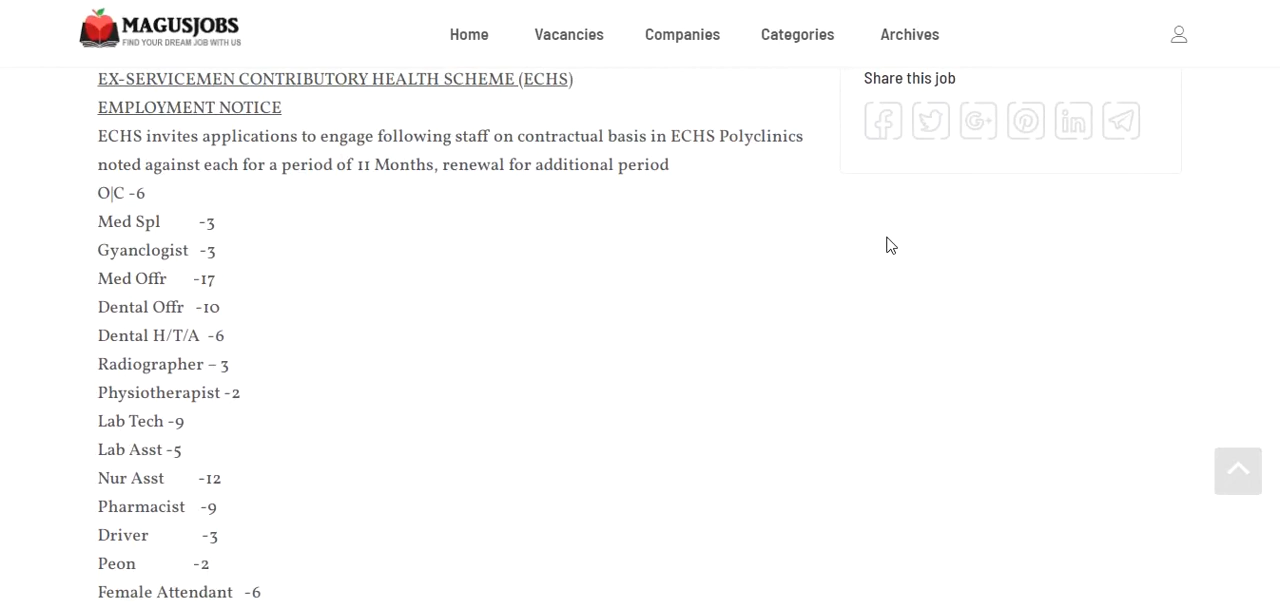 MAGUSJOBS
FIND YOUR DREAM JOB WITH US
Home Vacancies Companies Categories Archives
EX-SERVICEMEN CONTRIBUTORY HEALTH SCHEME (ECHS)
EMPLOYMENT NOTICE
ECHS invites applications to engage following staff on contractual basis in ECHS Polyclinics
noted against each for a period of 11 Months, renewal for additional period
O|C -6
Med Spl -3
Gyanclogist -3
Med Offr -17
Dental Offr -10
Dental H/T/A -6
Radiographer – 3
Physiotherapist -2
Lab Tech -9
Lab Asst -5
Nur Asst -12
Pharmacist -9
Driver -3
Peon -2
Female Attendant -6
Share this job